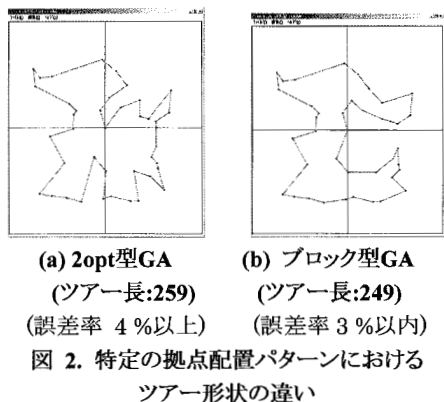 (a) 2opt型GA
(ツアー長:259)
(誤差率 4 %以上)
(b) ブロック型GA
(ツアー長:249)
(誤差率 3 %以内)
図 2. 特定の拠点配置パターンにおける
ツアー形状の違い